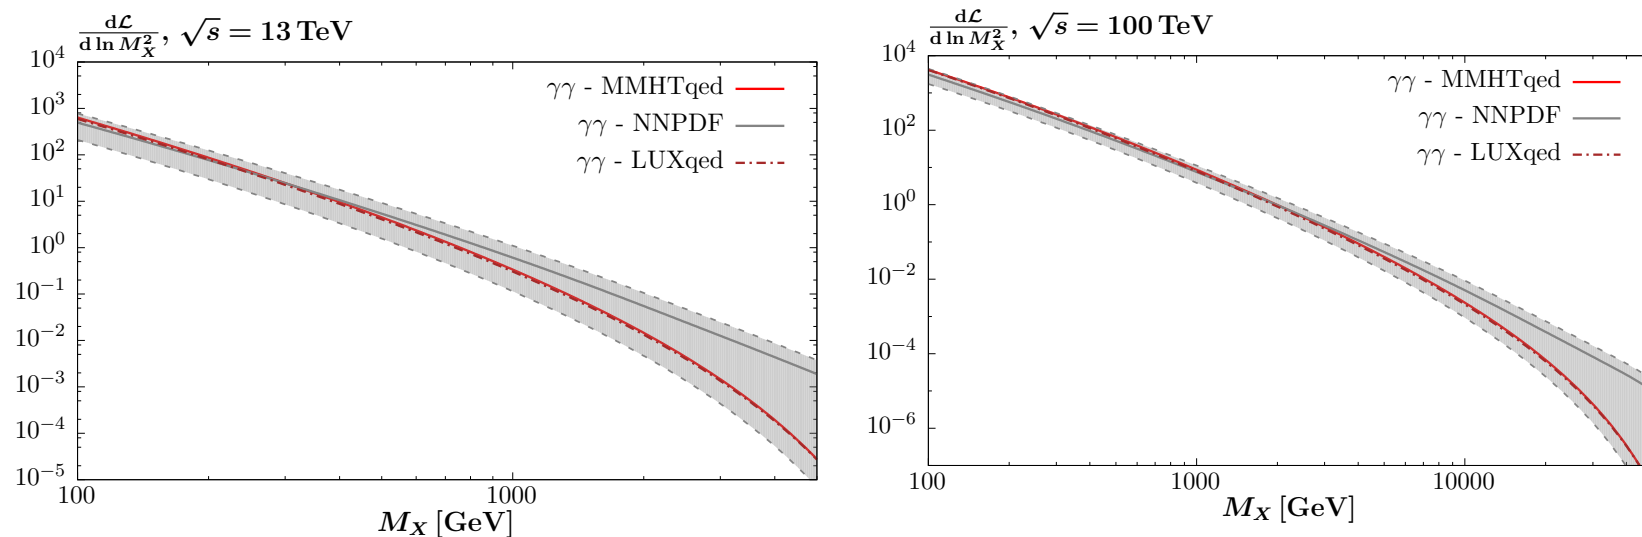 dℒ/d ln M_X^2, √s = 13 TeV
10^4
10^3
10^2
10^1
10^0
10^−1
10^−2
10^−3
10^−4
10^−5
γγ - MMHTqed
γγ - NNPDF
γγ - LUXqed
100
1000
M_X [GeV]
dℒ/d ln M_X^2, √s = 100 TeV
10^4
10^2
10^0
10^−2
10^−4
10^−6
γγ - MMHTqed
γγ - NNPDF
γγ - LUXqed
100
1000
10000
M_X [GeV]